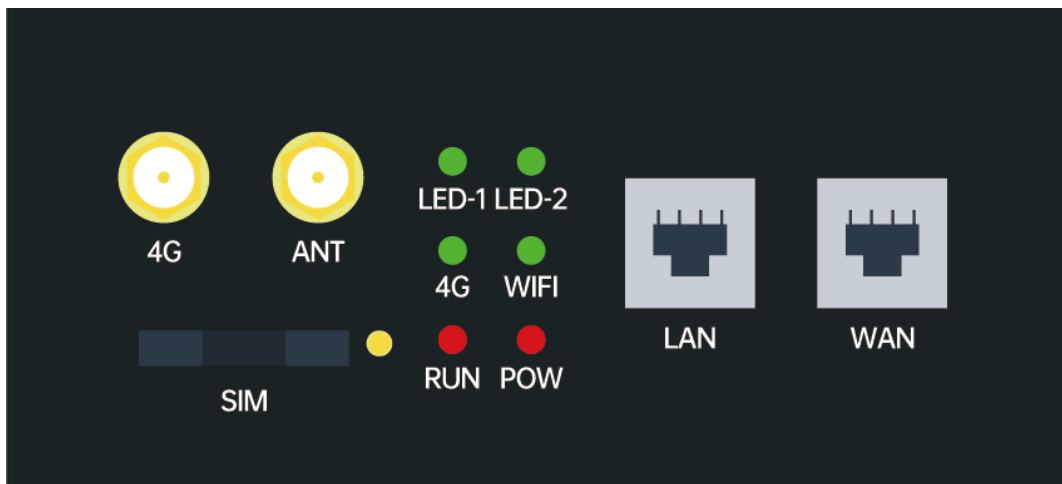 LED-1 LED-2
4G ANT
4G WIFI
LAN WAN
RUN POW
SIM